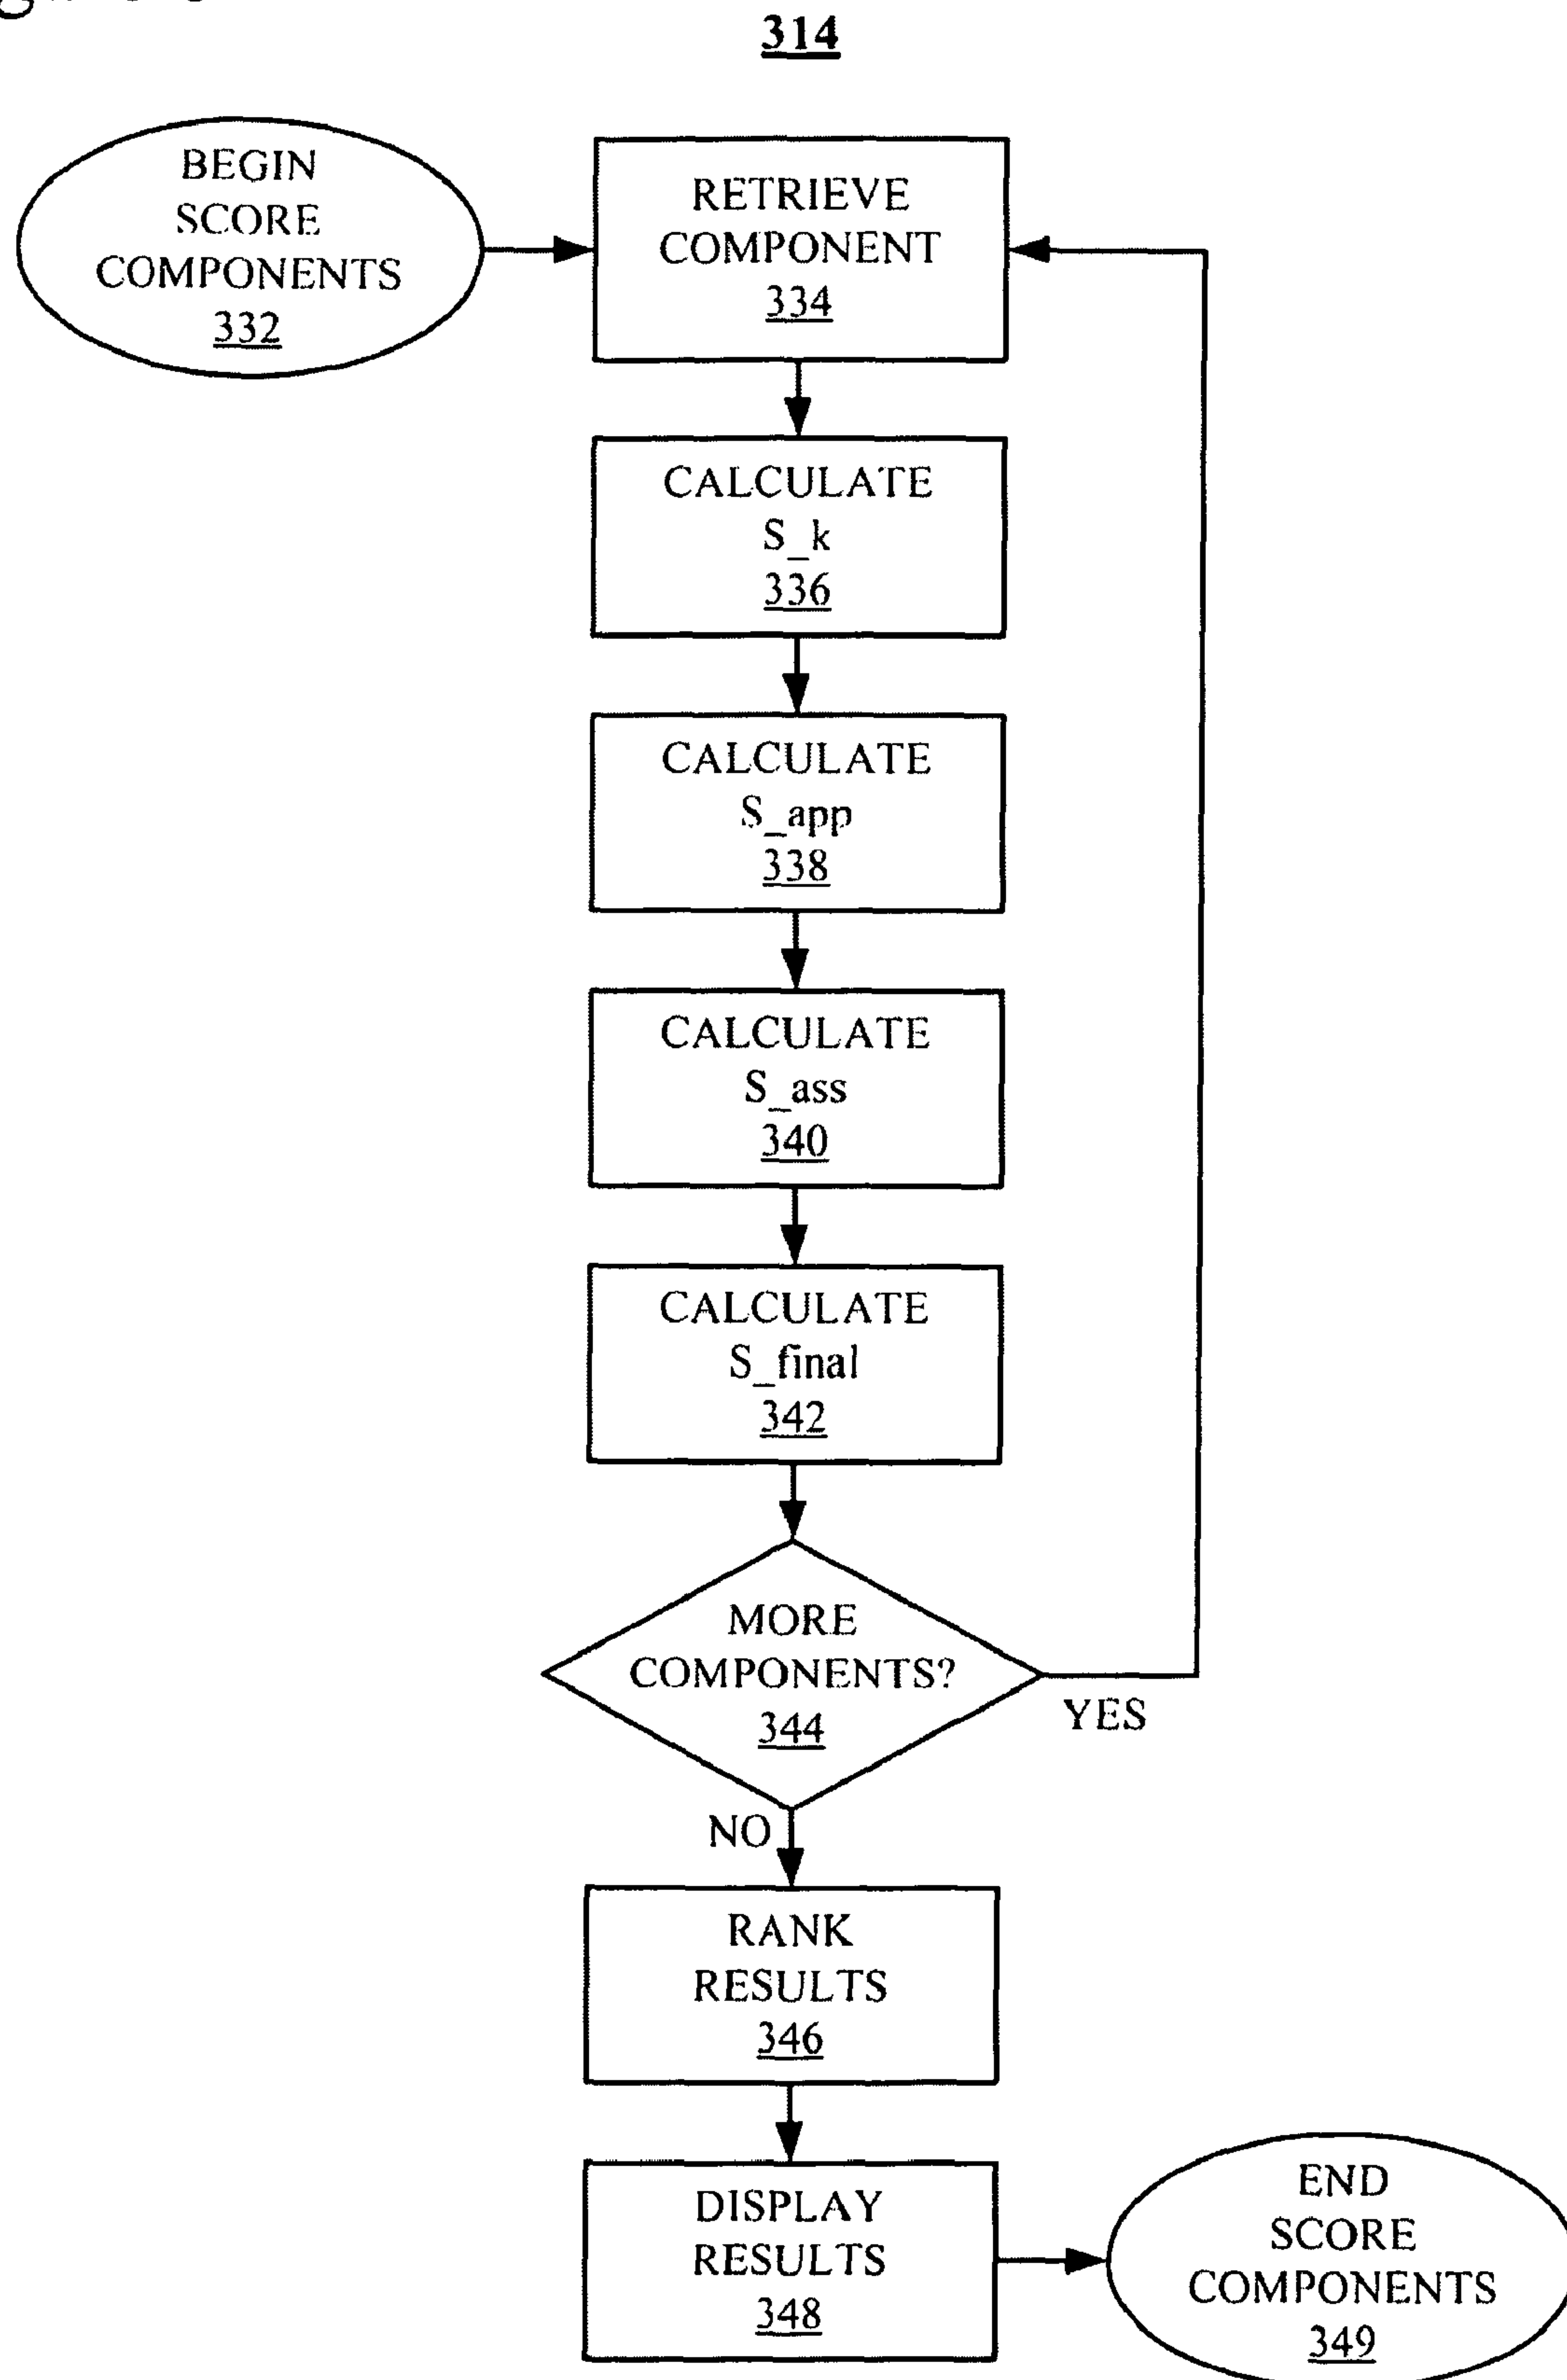 314
BEGIN
SCORE
COMPONENTS
332
RETRIEVE
COMPONENT
334
CALCULATE
S_k
336
CALCULATE
S_app
338
CALCULATE
S_ass
340
CALCULATE
S_final
342
MORE
COMPONENTS?
344
YES
NO
RANK
RESULTS
346
DISPLAY
RESULTS
348
END
SCORE
COMPONENTS
349